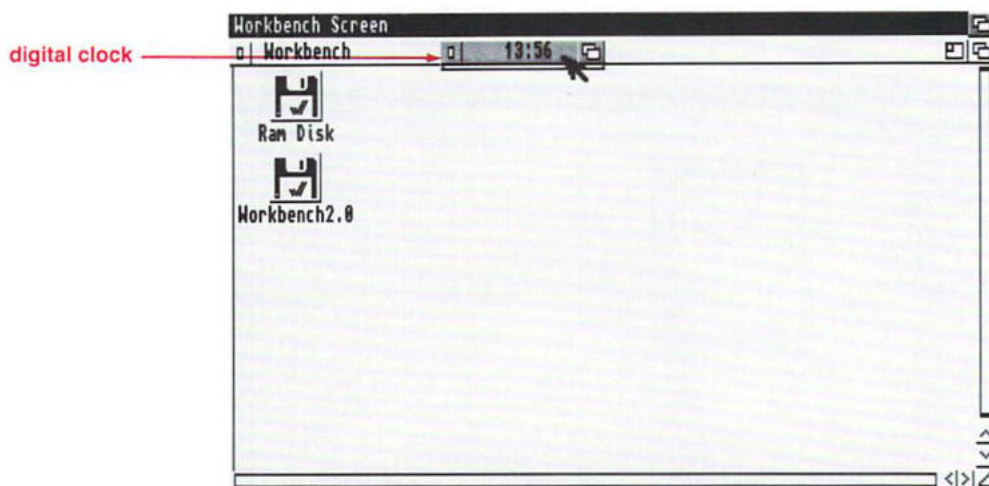 Workbench Screen
digital clock
Workbench
13:56
Ram Disk
Workbench2.0